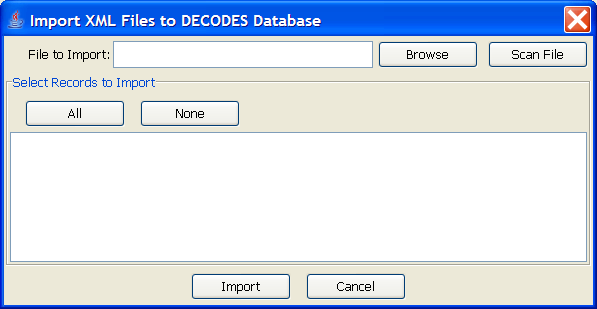 Import XML Files to DECODES Database
File to Import: Browse Scan File
Select Records to Import
All None
Import Cancel